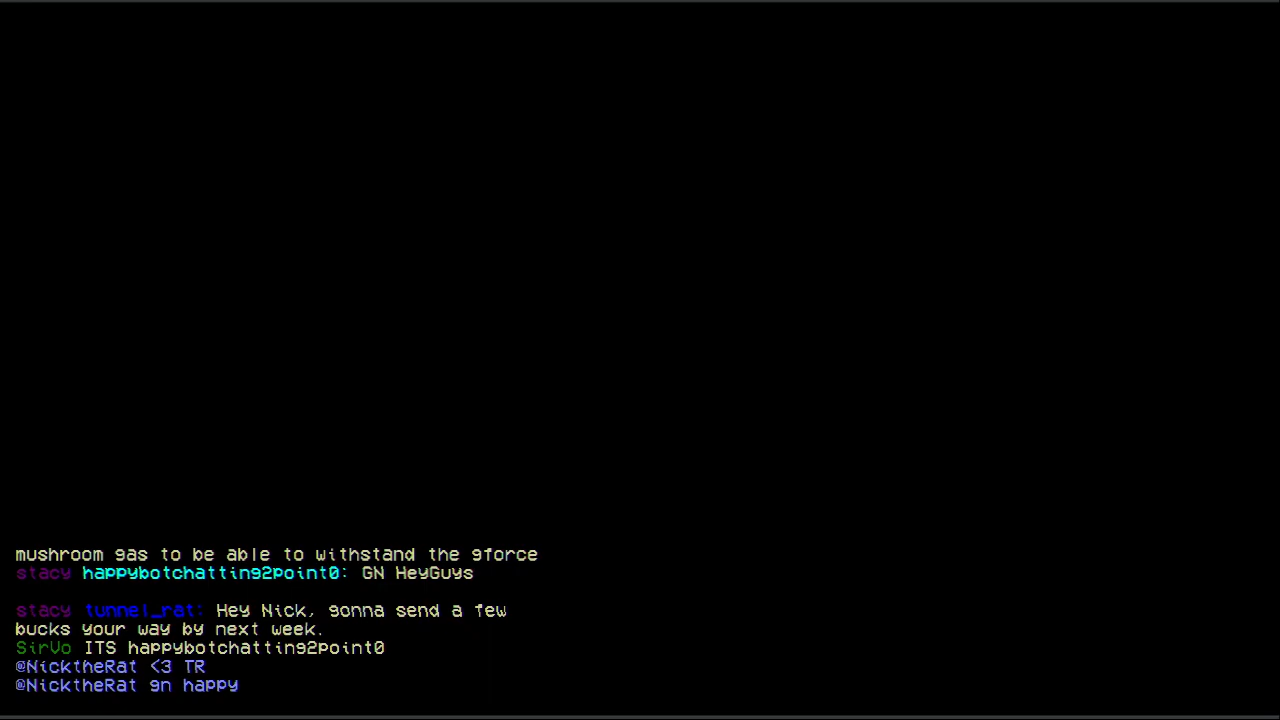 mushroom gas to be able to withstand the gforce
stacy happybotchatting2point0: GN HeyGuys
stacy tunnel_rat: Hey Nick, gonna send a few
bucks your way by next week.
SirVo ITS happybotchatting2point0
@NicktheRat <3 TR
@NicktheRat gn happy